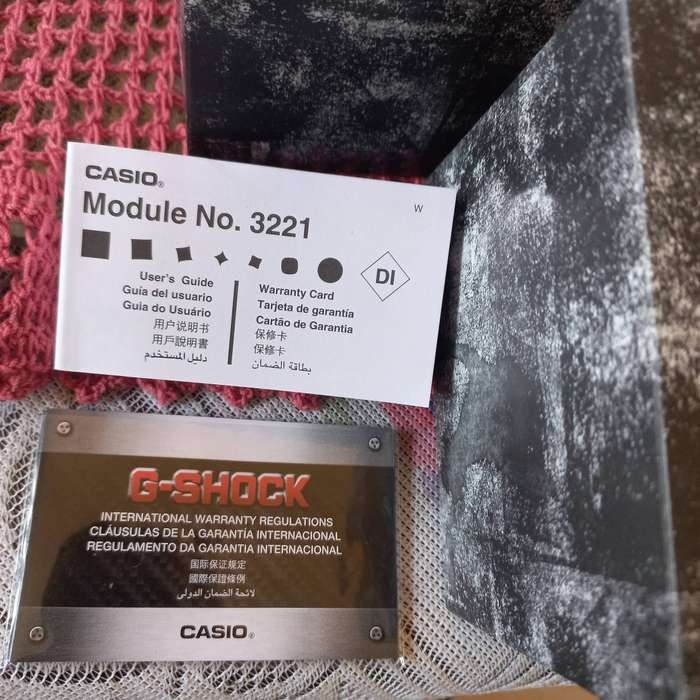 CASIO®
W
Module No. 3221
DI
User's Guide
Guía del usuario
Guia do Usuário
用户说明书
用戶說明書
دليل المستخدم
Warranty Card
Tarjeta de garantía
Cartão de Garantia
保修卡
保修卡
بطاقة الضمان
G-SHOCK
INTERNATIONAL WARRANTY REGULATIONS
CLÁUSULAS DE LA GARANTÍA INTERNACIONAL
REGULAMENTO DA GARANTIA INTERNACIONAL
国际保证规定
國際保證條例
لائحة الضمان الدولى
CASIO®